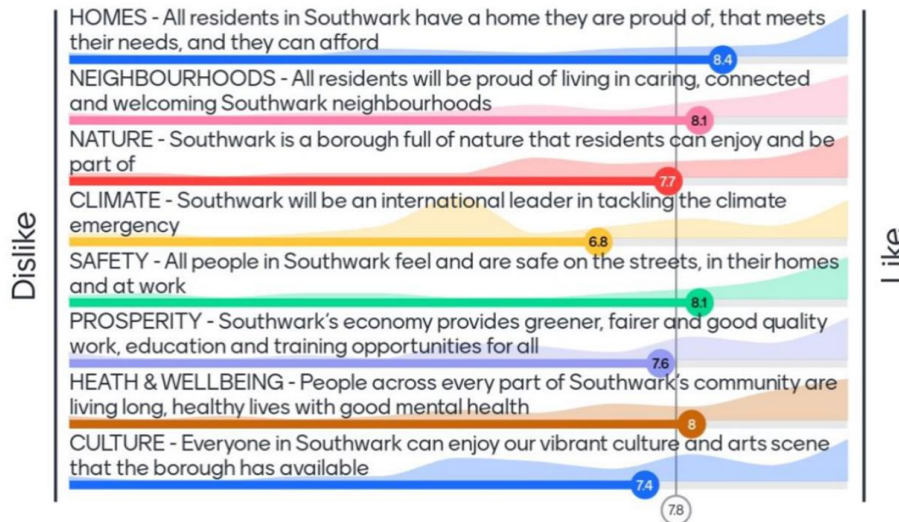 HOMES - All residents in Southwark have a home they are proud of, that meets
their needs, and they can afford
8.4
NEIGHBOURHOODS - All residents will be proud of living in caring, connected
and welcoming Southwark neighbourhoods
8.1
NATURE - Southwark is a borough full of nature that residents can enjoy and be
part of
7.7
CLIMATE - Southwark will be an international leader in tackling the climate
emergency
6.8
SAFETY - All people in Southwark feel and are safe on the streets, in their homes
and at work
8.1
PROSPERITY - Southwark's economy provides greener, fairer and good quality
work, education and training opportunities for all
7.6
HEATH & WELLBEING - People across every part of Southwark's community are
living long, healthy lives with good mental health
8
CULTURE - Everyone in Southwark can enjoy our vibrant culture and arts scene
that the borough has available
7.4
7.8
Dislike
Like